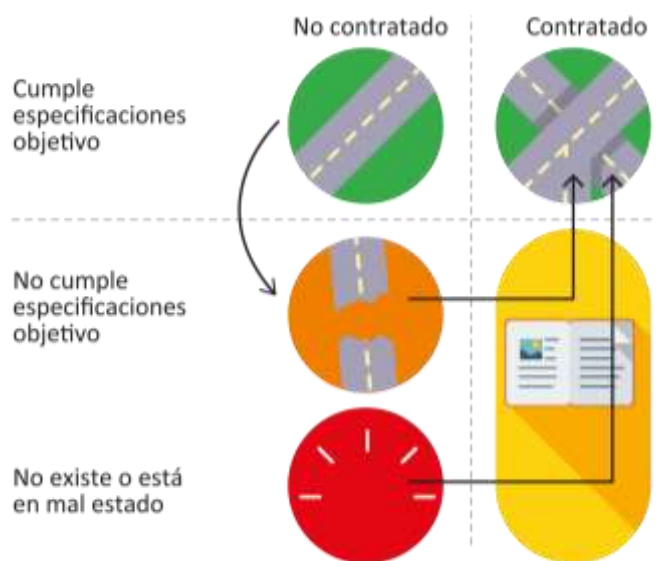 No contratado
Contratado
Cumple
especificaciones
objetivo
No cumple
especificaciones
objetivo
No existe o está
en mal estado